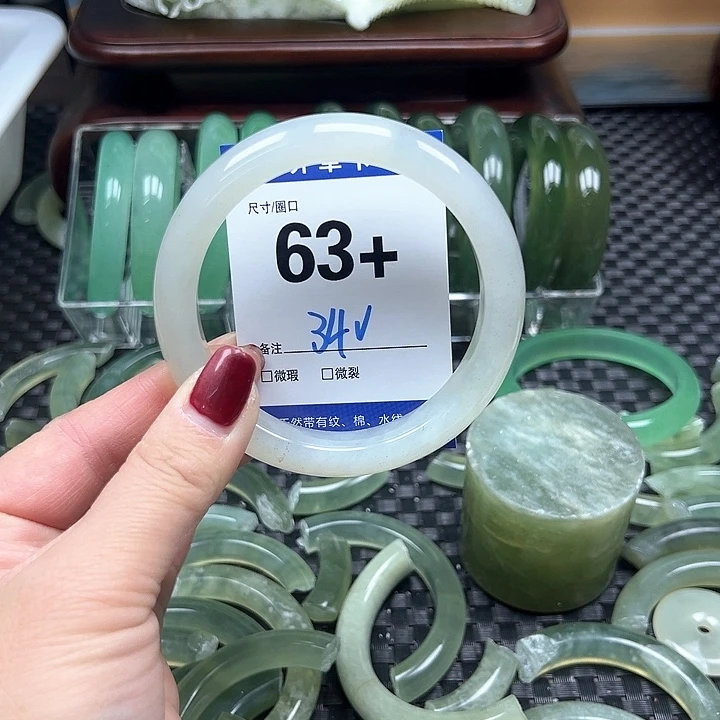 尺寸/圈口
63+
备注 34√
□微瑕 □微裂
天然带有纹、棉、水线